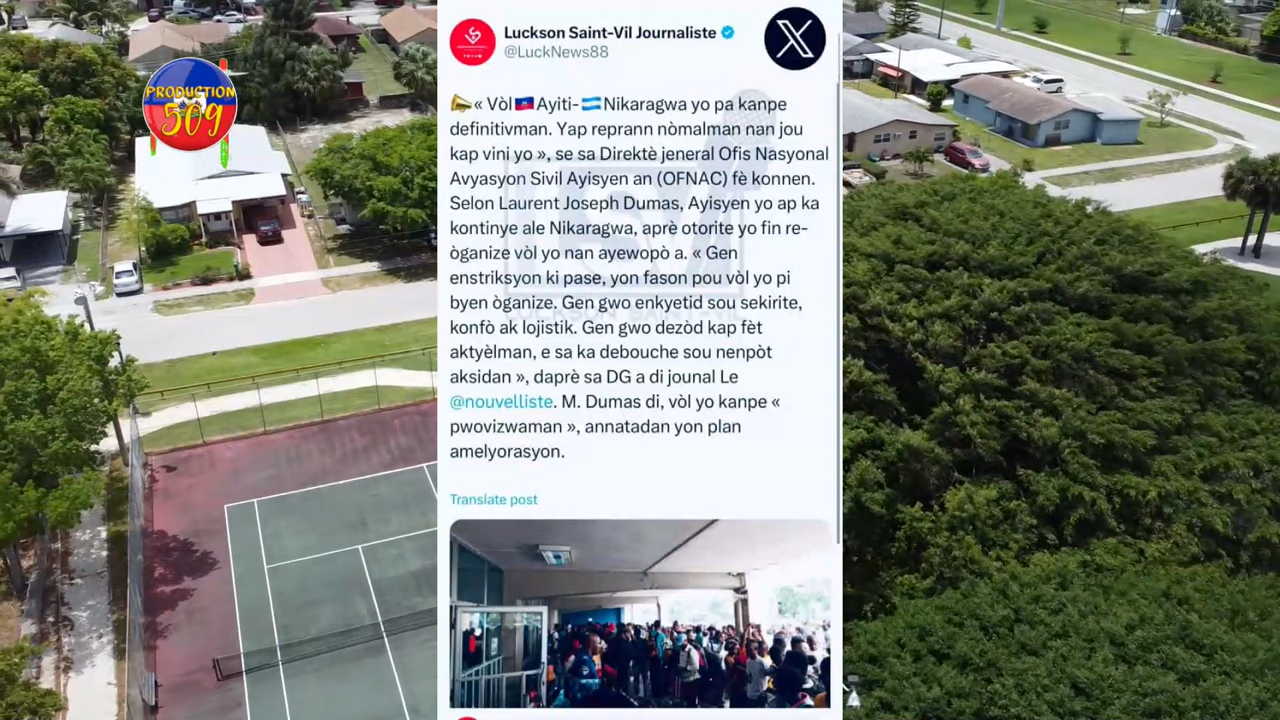 PRODUCTION
509
Luckson Saint-Vil Journaliste
@LuckNews88
X
« Vòl Ayiti-Nikaragwa yo pa kanpe
definitivman. Yap reprann nòmalman nan jou
kap vini yo », se sa Direktè jeneral Ofis Nasyonal
Avyasyon Sivil Ayisyen an (OFNAC) fè konnen.
Selon Laurent Joseph Dumas, Ayisyen yo ap ka
kontinye ale Nikaragwa, aprè otorite yo fin re-
òganize vòl yo nan ayewopò a. « Gen
enstriksyon ki pase, yon fason pou vòl yo pi
byen òganize. Gen gwo enkyetid sou sekirite,
konfò ak lojistik. Gen gwo dezòd kap fèt
aktyèlman, e sa ka debouche sou nenpòt
aksidan », daprè sa DG a di jounal Le
@nouvelliste. M. Dumas di, vòl yo kanpe «
pwovizwaman », annatadan yon plan
amelyorasyon.
LUCKSON SAINT-VIL
Translate post